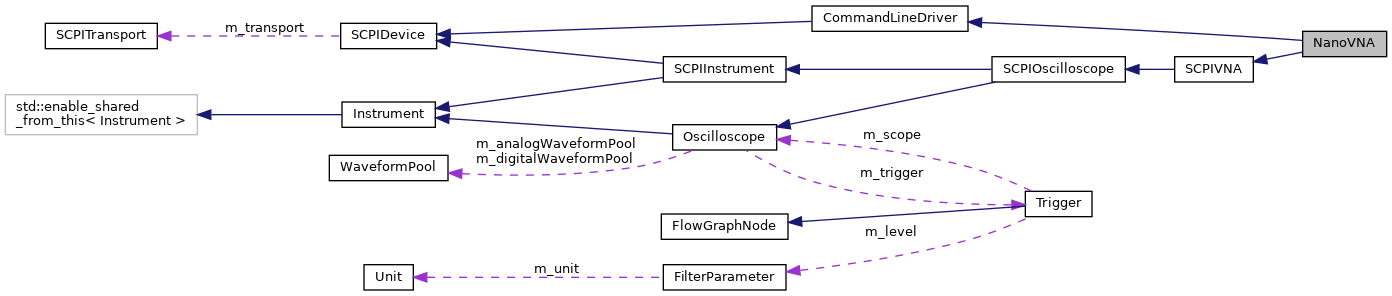 CommandLineDriver
m_transport
SCPITransport
SCPIDevice
NanoVNA
SCPIInstrument
SCPIOscilloscope
SCPIVNA
std::enable_shared
_from_this< Instrument >
Instrument
Oscilloscope
m_scope
m_analogWaveformPool
m_digitalWaveformPool
WaveformPool
m_trigger
Trigger
FlowGraphNode
m_level
m_unit
Unit
FilterParameter